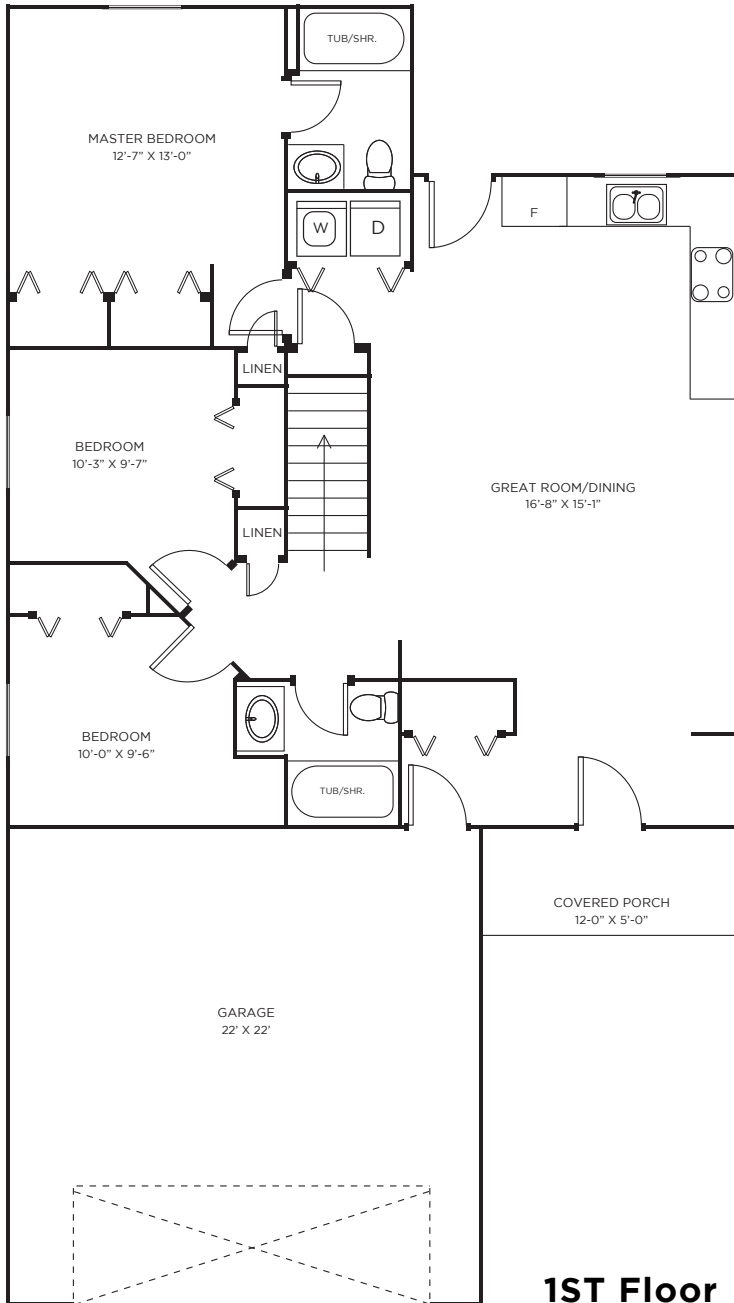 TUB/SHR.
MASTER BEDROOM
12'-7" X 13'-0"
F
W
D
LINEN
BEDROOM
10'-3" X 9'-7"
GREAT ROOM/DINING
16'-8" X 15'-1"
LINEN
BEDROOM
10'-0" X 9'-6"
TUB/SHR.
COVERED PORCH
12-0" X 5'-0"
GARAGE
22' X 22'
1ST Floor